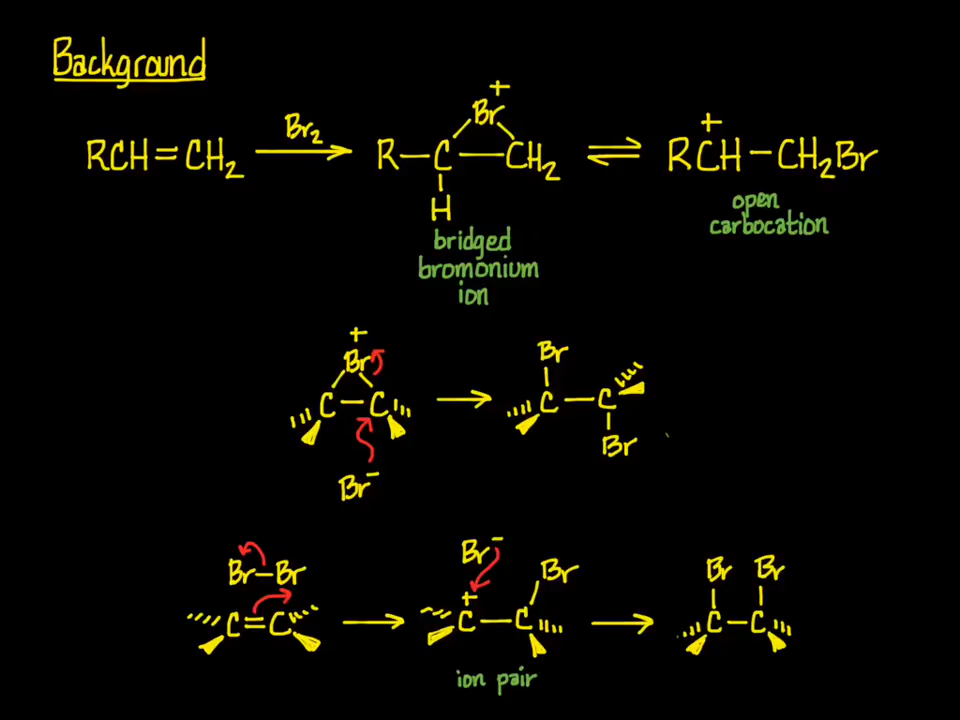 Background
RCH=CH₂ Br₂ R—C—CH₂ Br + H ⇌ RCH—CH₂Br +
bridged bromonium ion
open carbocation
+
Br
C—C
Br⁻
→
Br
C—C
Br
Br—Br
C=C
→
Br⁻
+
Br
C—C
ion pair
→
Br Br
C—C